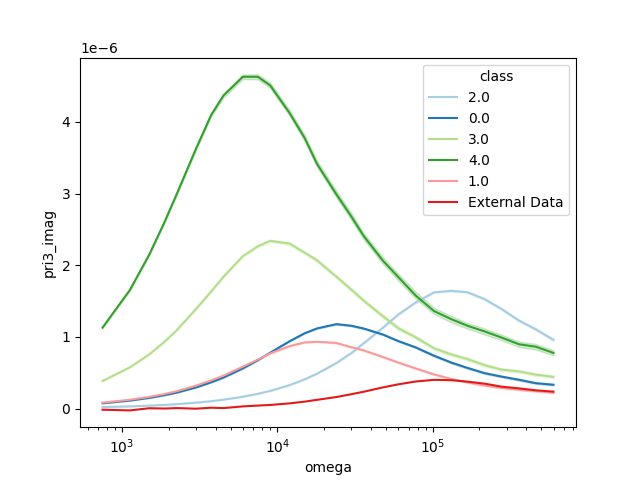 1e−6
class
2.0
0.0
3.0
4.0
1.0
External Data
pri3_imag
4
3
2
1
0
10³
10⁴
10⁵
omega